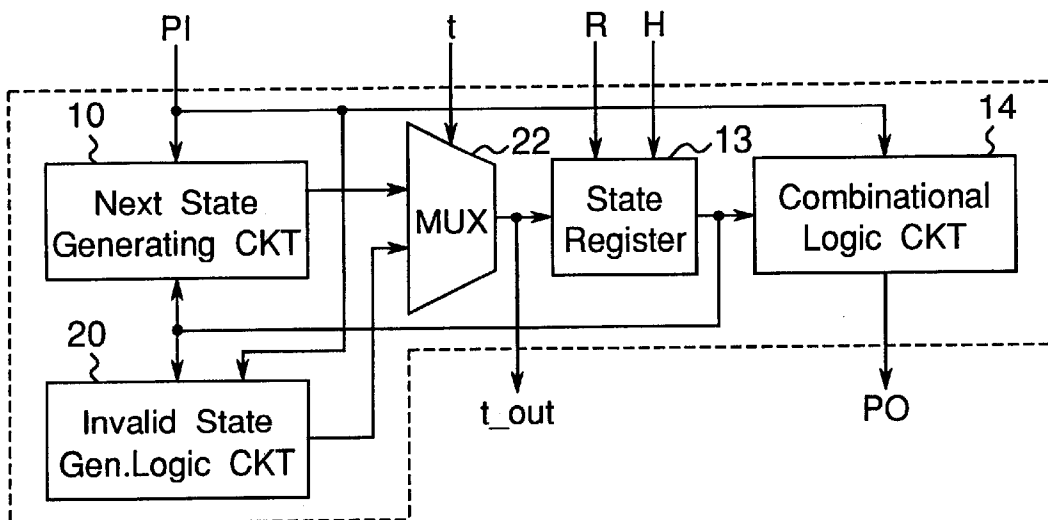 PI
t
R
H
10
22
13
14
Next State
Generating CKT
MUX
State
Register
Combinational
Logic CKT
20
Invalid State
Gen.Logic CKT
t_out
PO